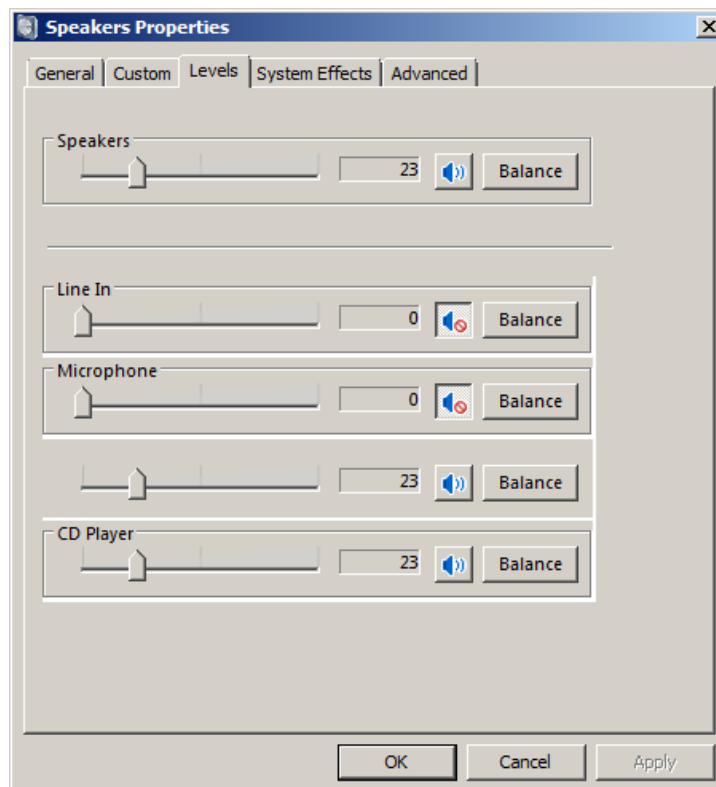 Speakers Properties
General Custom Levels System Effects Advanced
Speakers
23 Balance
Line In
0 Balance
Microphone
0 Balance
23 Balance
CD Player
23 Balance
OK Cancel Apply